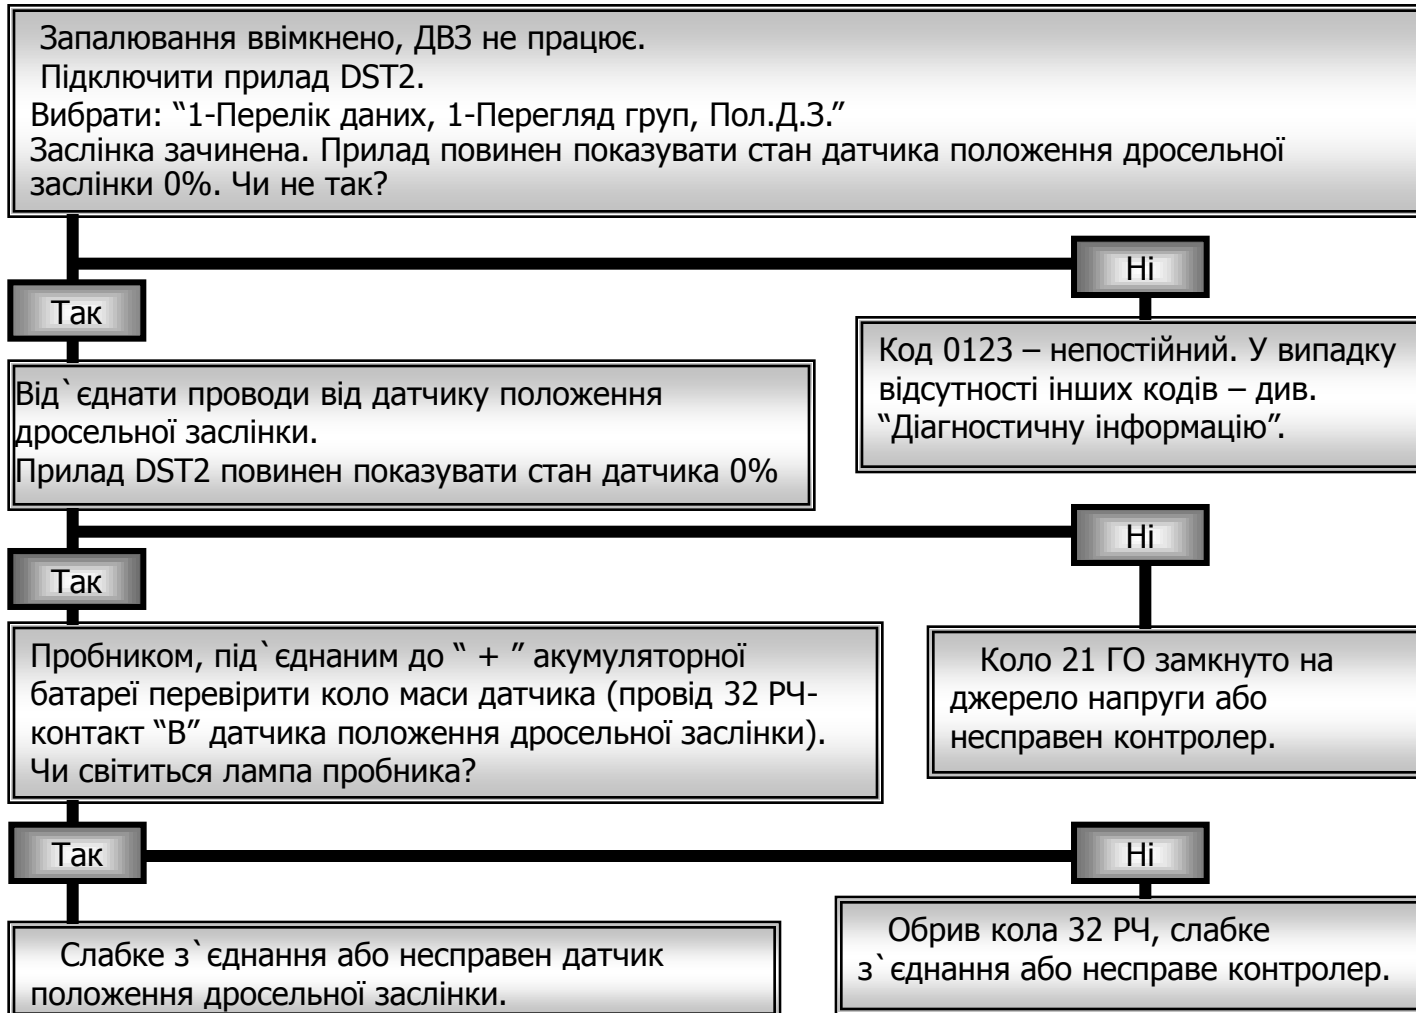 Запалювання ввімкнено, ДВЗ не працює.
Підключити прилад DST2.
Вибрати: “1-Перелік даних, 1-Перегляд груп, Пол.Д.З.”
Заслінка зачинена. Прилад повинен показувати стан датчика положення дросельної
заслінки 0%. Чи не так?
Ні
Так
Код 0123 – непостійний. У випадку
відсутності інших кодів – див.
“Діагностичну інформацію”.
Від`єднати проводи від датчику положення
дросельної заслінки.
Прилад DST2 повинен показувати стан датчика 0%
Ні
Так
Пробником, під`єднаним до “ + ” акумуляторної
батареї перевірити коло маси датчика (провід 32 РЧ-
контакт “В” датчика положення дросельної заслінки).
Чи світиться лампа пробника?
Коло 21 ГО замкнуто на
джерело напруги або
несправен контролер.
Так
Ні
Слабке з`єднання або несправен датчик
положення дросельної заслінки.
Обрив кола 32 РЧ, слабке
з`єднання або несправе контролер.